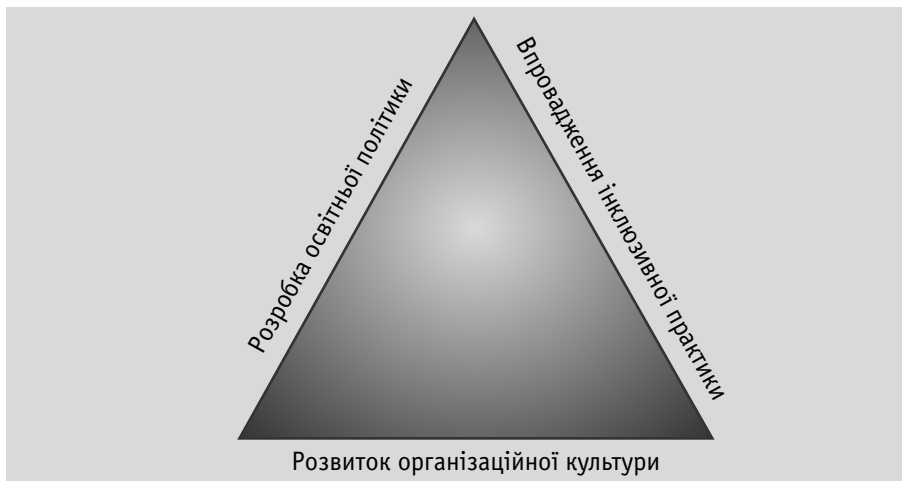 Розробка освітньої політики
Впровадження інклюзивної практики
Розвиток організаційної культури